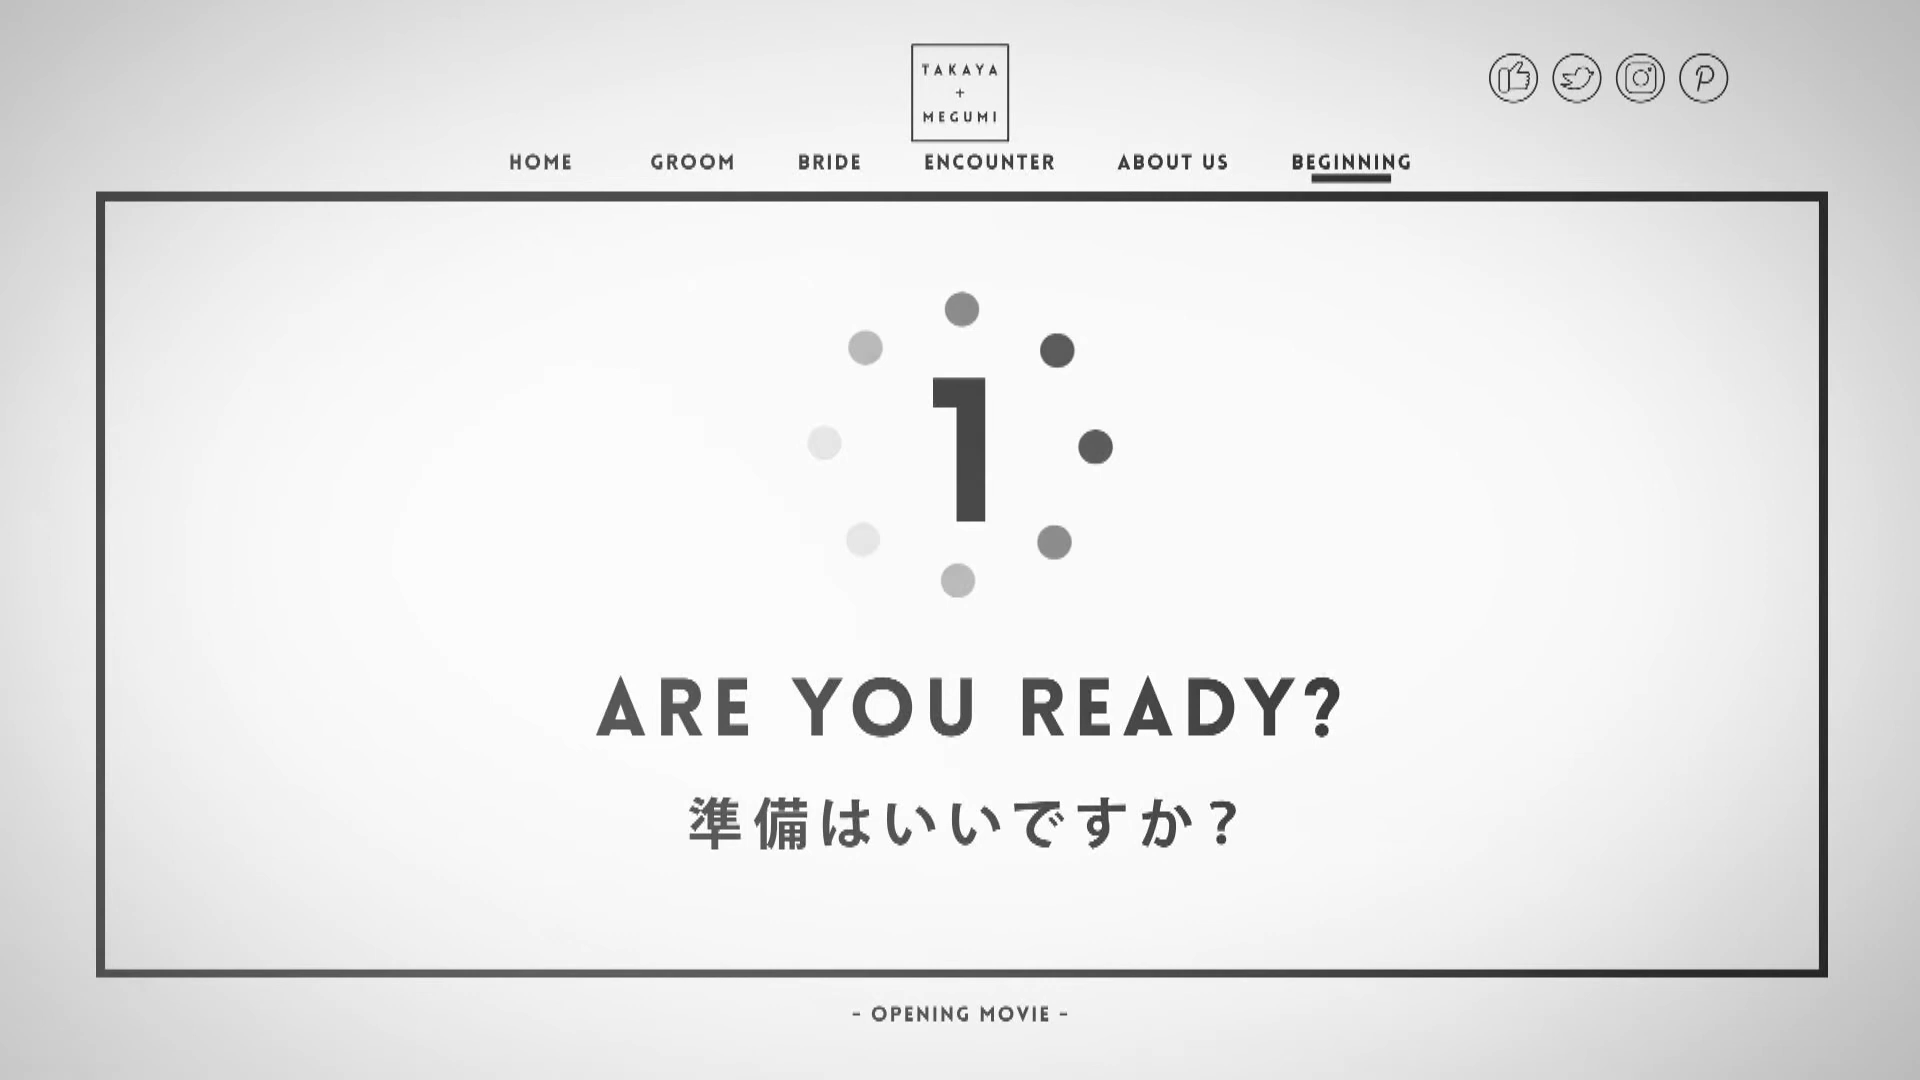 TAKAYA
+
MEGUMI
HOME GROOM BRIDE ENCOUNTER ABOUT US BEGINNING
1
ARE YOU READY?
準備はいいですか？
- OPENING MOVIE -